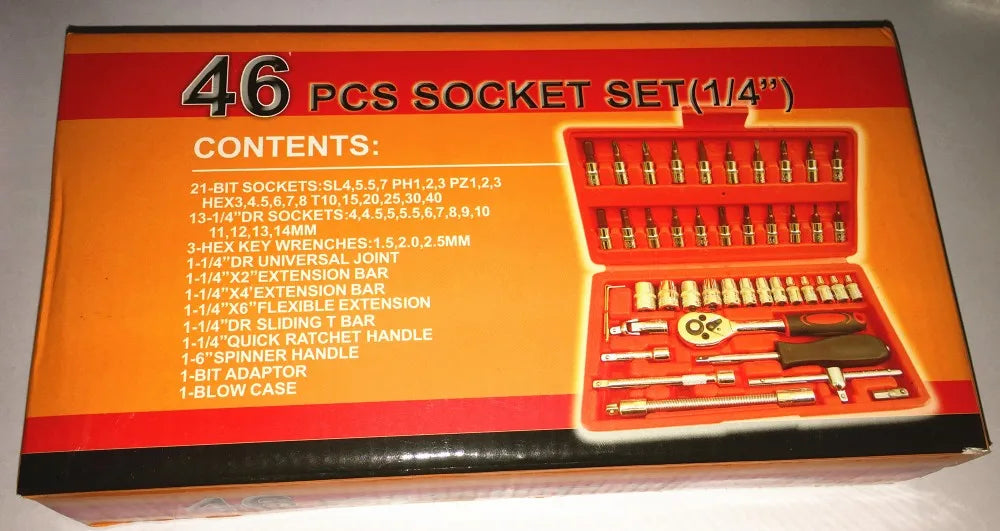 46 PCS SOCKET SET(1/4”)
CONTENTS:
21-BIT SOCKETS:SL4,5.5,7 PH1,2,3 PZ1,2,3
HEX3,4.5,6,7,8 T10,15,20,25,30,40
13-1/4”DR SOCKETS:4,4.5,5,5.5,6,7,8,9,10
11,12,13,14MM
3-HEX KEY WRENCHES:1.5,2.0,2.5MM
1-1/4”DR UNIVERSAL JOINT
1-1/4”X2”EXTENSION BAR
1-1/4”X4’EXTENSION BAR
1-1/4”X6”FLEXIBLE EXTENSION
1-1/4”DR SLIDING T BAR
1-1/4”QUICK RATCHET HANDLE
1-6”SPINNER HANDLE
1-BIT ADAPTOR
1-BLOW CASE
46